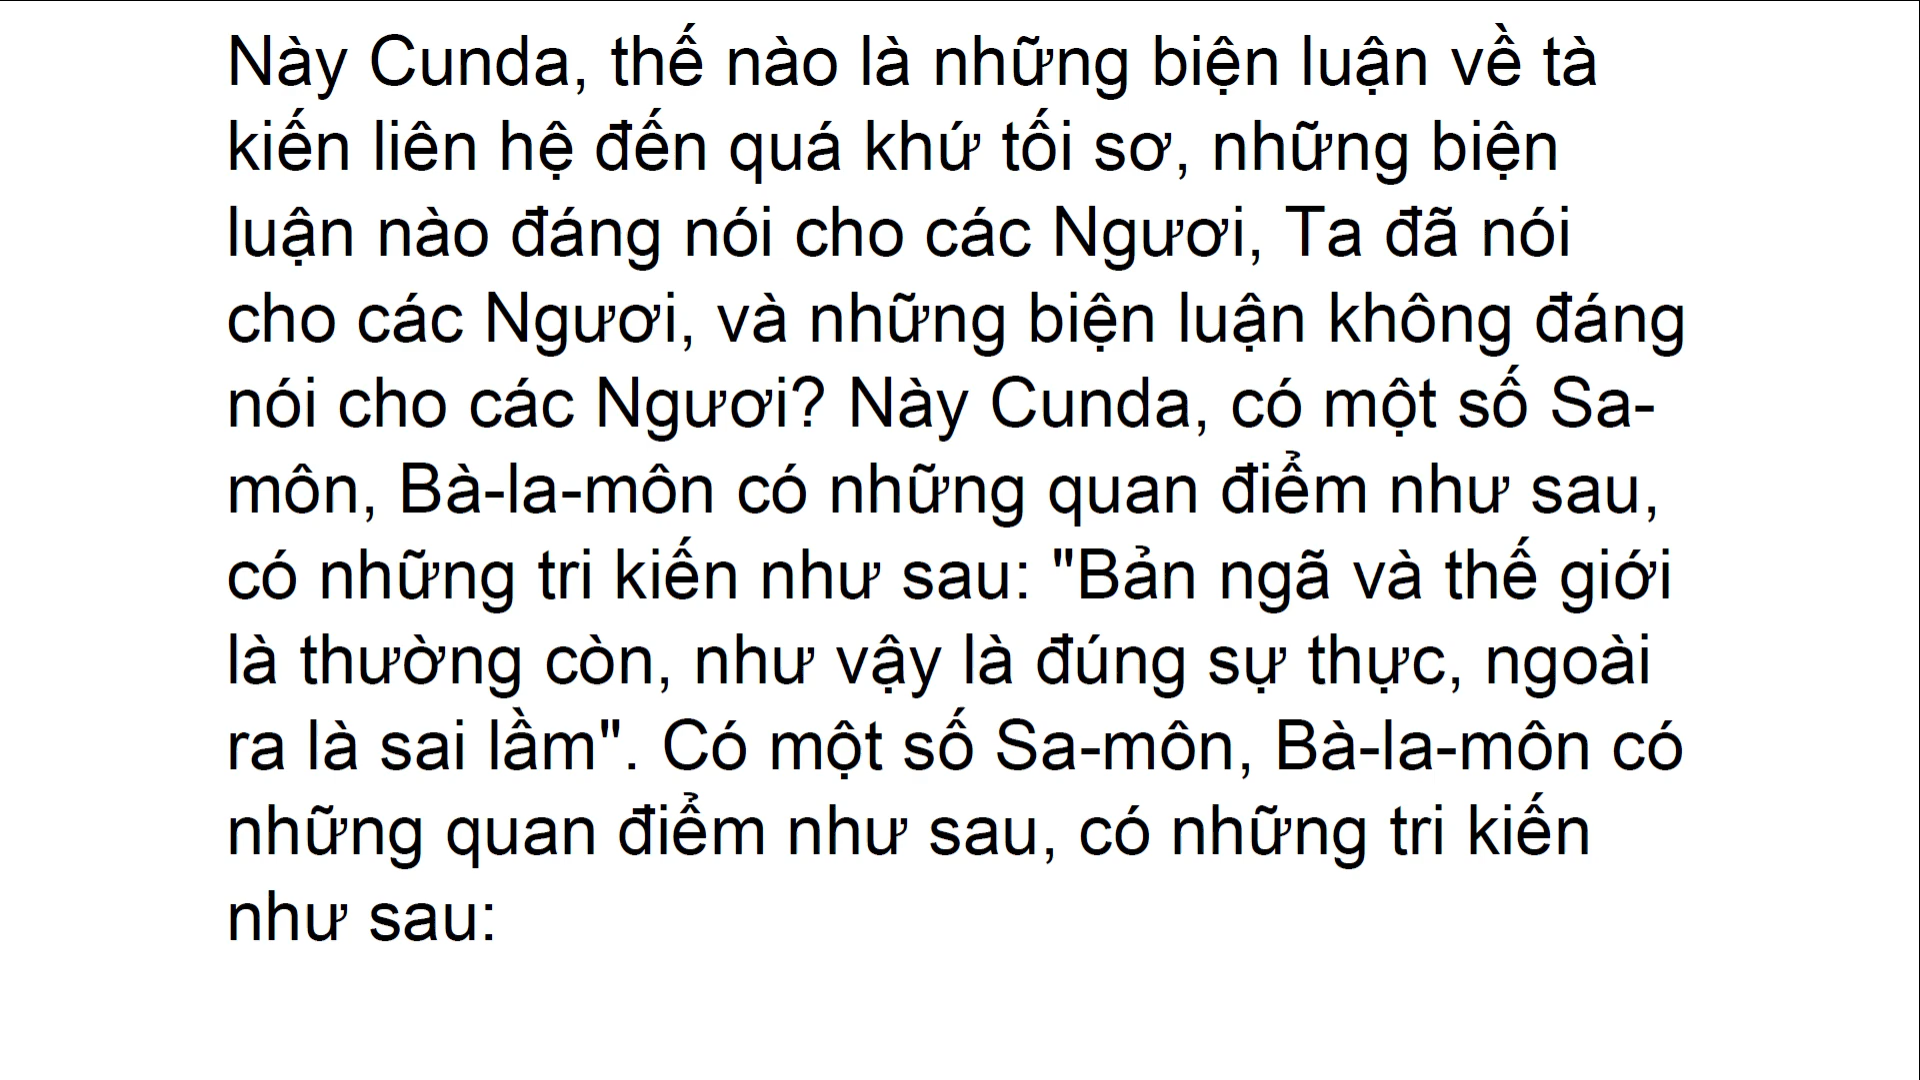 Này Cunda, thế nào là những biện luận về tà
kiến liên hệ đến quá khứ tối sơ, những biện
luận nào đáng nói cho các Ngươi, Ta đã nói
cho các Ngươi, và những biện luận không đáng
nói cho các Ngươi? Này Cunda, có một số Sa-
môn, Bà-la-môn có những quan điểm như sau,
có những tri kiến như sau: "Bản ngã và thế giới
là thường còn, như vậy là đúng sự thực, ngoài
ra là sai lầm". Có một số Sa-môn, Bà-la-môn có
những quan điểm như sau, có những tri kiến
như sau: